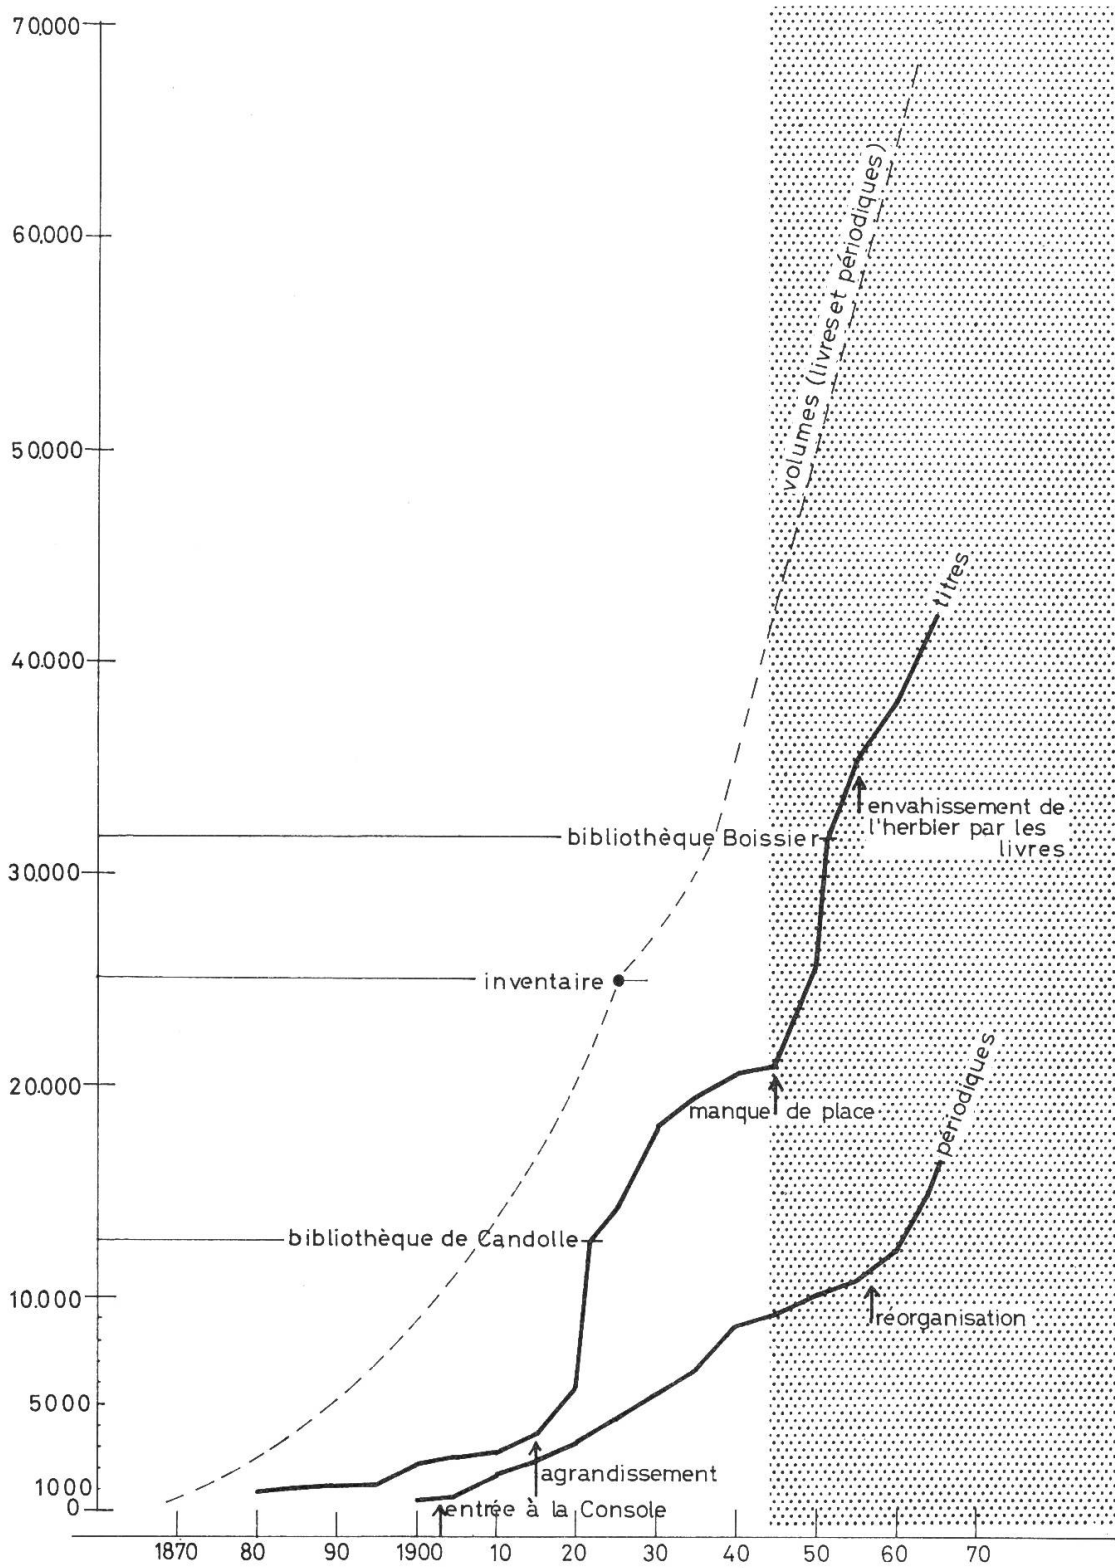 70.000
60.000
volumes (livres et périodiques)
50.000
titres
40.000
envahissement de
l'herbier par les
livres
bibliothèque Boissier
30.000
inventaire
périodiques
20.000
manque de place
bibliothèque de Candolle
10.000
réorganisation
5000
agrandissement
1000
0
entrée à la Console
1870 80 90 1900 10 20 30 40 50 60 70